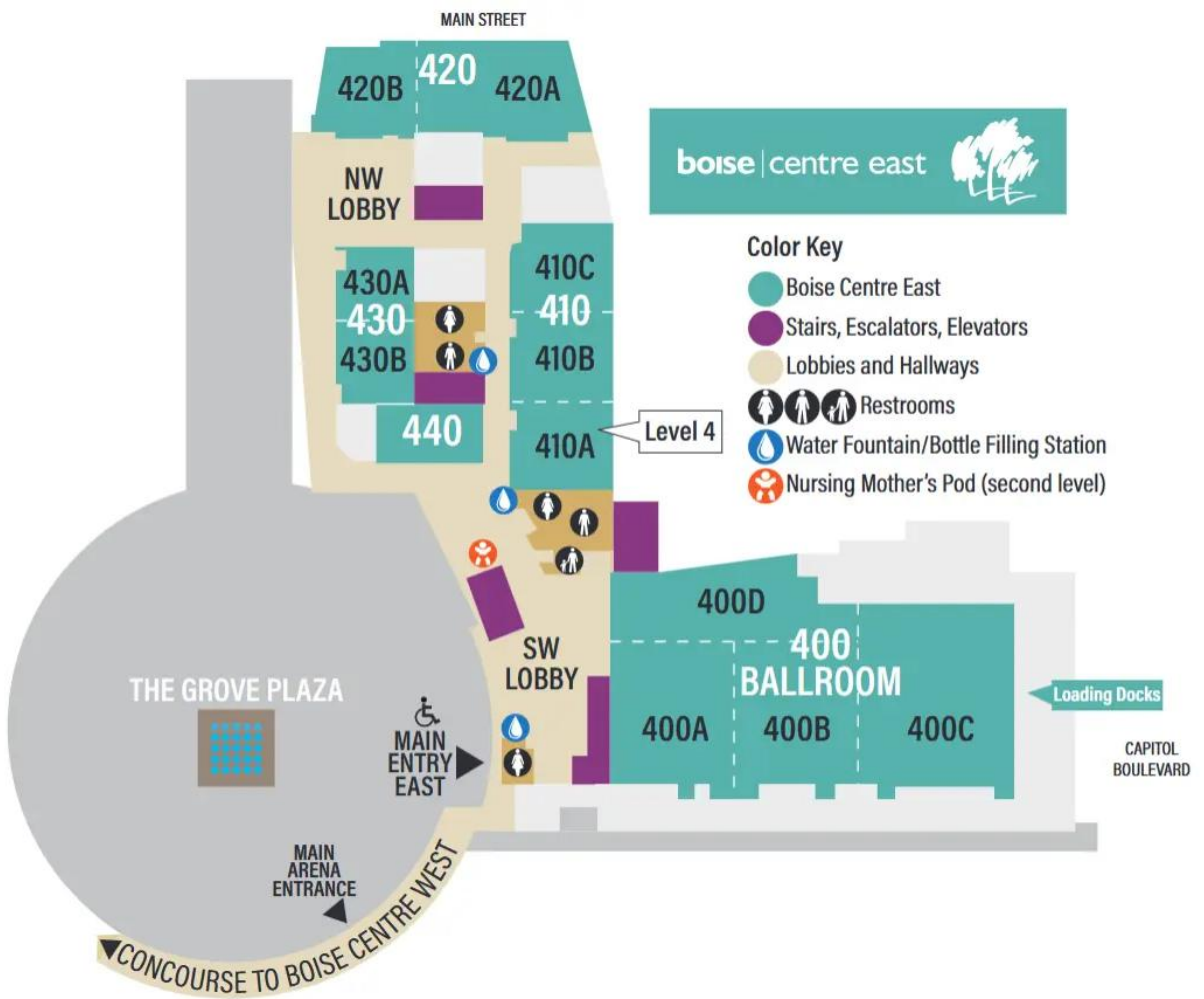 MAIN STREET
420
420B
420A
boise | centre east
NW
LOBBY
Color Key
Boise Centre East
Stairs, Escalators, Elevators
Lobbies and Hallways
Restrooms
Water Fountain/Bottle Filling Station
Nursing Mother's Pod (second level)
430A
430
430B
440
410C
410
410B
410A
Level 4
400D
400
BALLROOM
400A
400B
400C
SW
LOBBY
Loading Docks
CAPITOL
BOULEVARD
THE GROVE PLAZA
MAIN
ENTRY
EAST
MAIN
ARENA
ENTRANCE
CONCOURSE TO BOISE CENTRE WEST